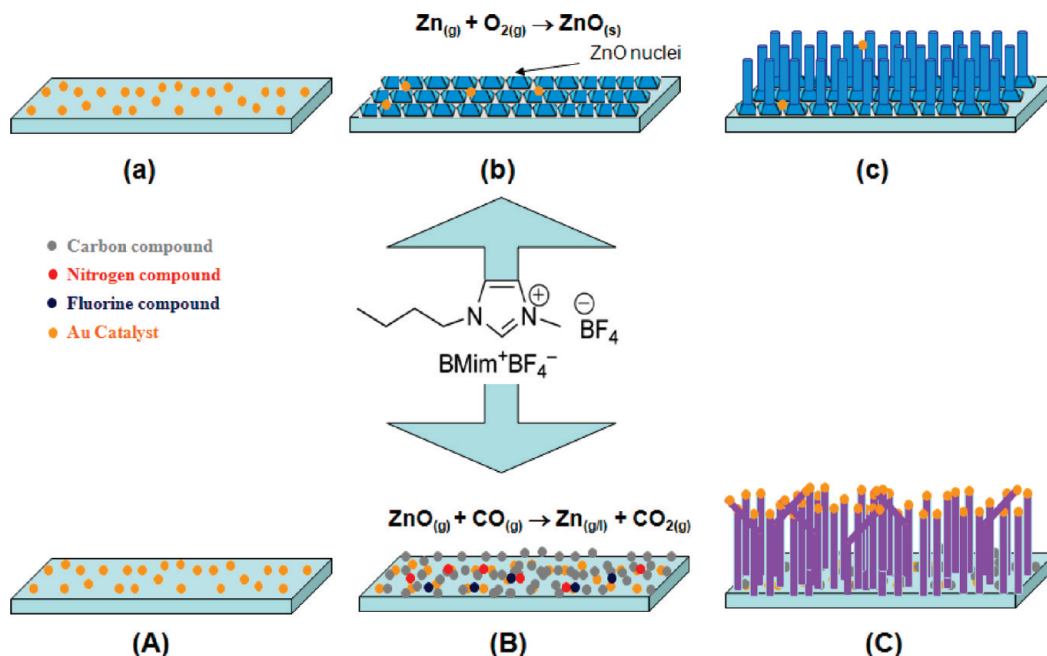 Zn(g) + O2(g) → ZnO(s)
ZnO nuclei
(a)
(b)
(c)
Carbon compound
Nitrogen compound
Fluorine compound
Au Catalyst
N
N
+
−
BF4
BMim+BF4−
ZnO(g) + CO(g) → Zn(g/l) + CO2(g)
(A)
(B)
(C)